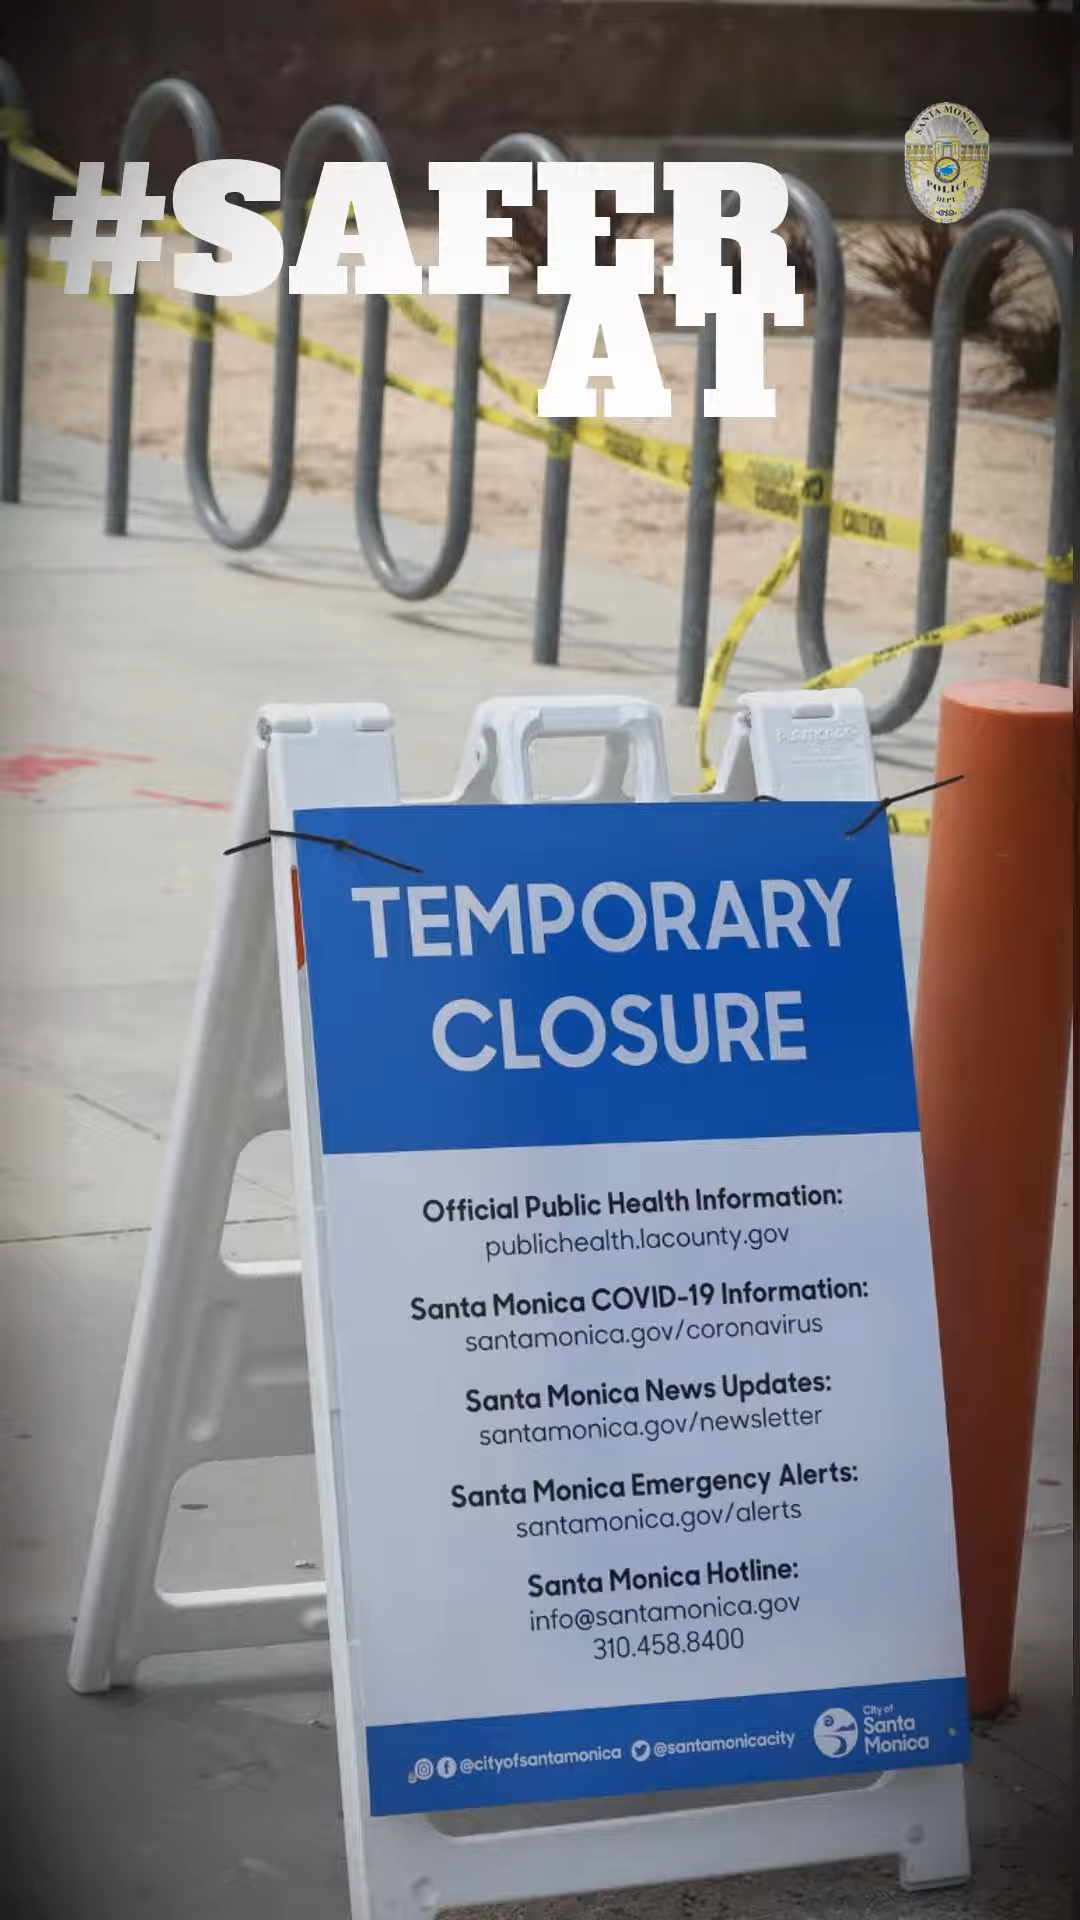 #SAFER
AT
SANTA MONICA
POLICE
DEPT.
CUIDADO
CAUTION
TEMPORARY
CLOSURE
Official Public Health Information:
publichealth.lacounty.gov
Santa Monica COVID-19 Information:
santamonica.gov/coronavirus
Santa Monica News Updates:
santamonica.gov/newsletter
Santa Monica Emergency Alerts:
santamonica.gov/alerts
Santa Monica Hotline:
info@santamonica.gov
310.458.8400
@cityofsantamonica @santamonicacity
City of
Santa
Monica